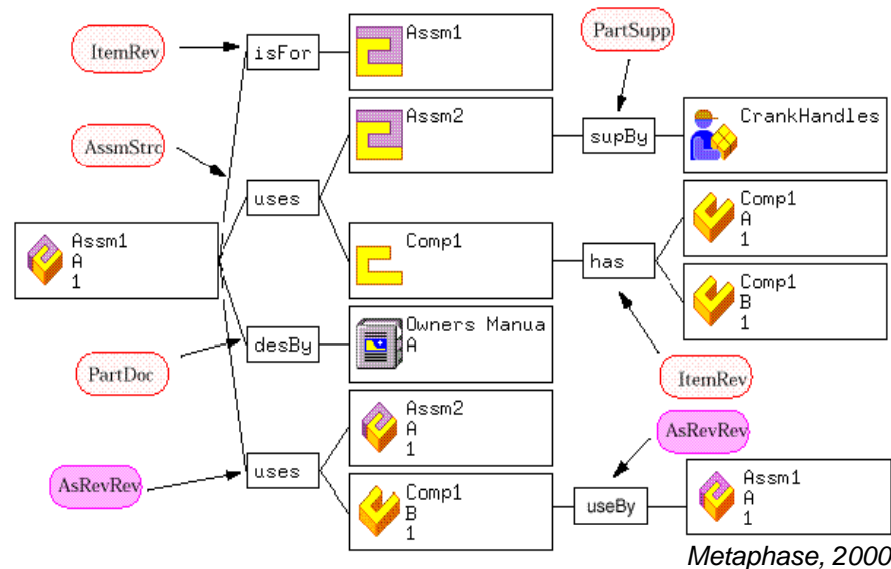 ItemRev
isFor
Assm1
PartSupp
Assm2
supBy
CrankHandles
AssmStrc
uses
Assm1
A
1
Comp1
has
Comp1
A
1
Comp1
B
1
desBy
Owners Manua
A
PartDoc
ItemRev
Assm2
A
1
AsRevRev
AsRevRev
uses
Comp1
B
1
useBy
Assm1
A
1
Metaphase, 2000